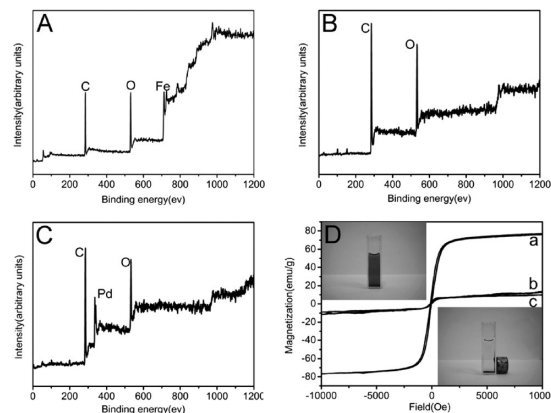 A
C
O
Fe
Intensity(arbitrary units)
0 200 400 600 800 1000 1200
Binding energy(ev)
B
C
O
Intensity(arbitrary units)
0 200 400 600 800 1000 1200
Binding energy(ev)
C
C
Pd
O
Intensity(arbitrary units)
0 200 400 600 800 1000 1200
Binding energy(ev)
D
80
60
40
20
0
-20
-40
-60
-80
Magnetization(emu/g)
a
b
c
-10000 -5000 0 5000 10000
Field(Oe)